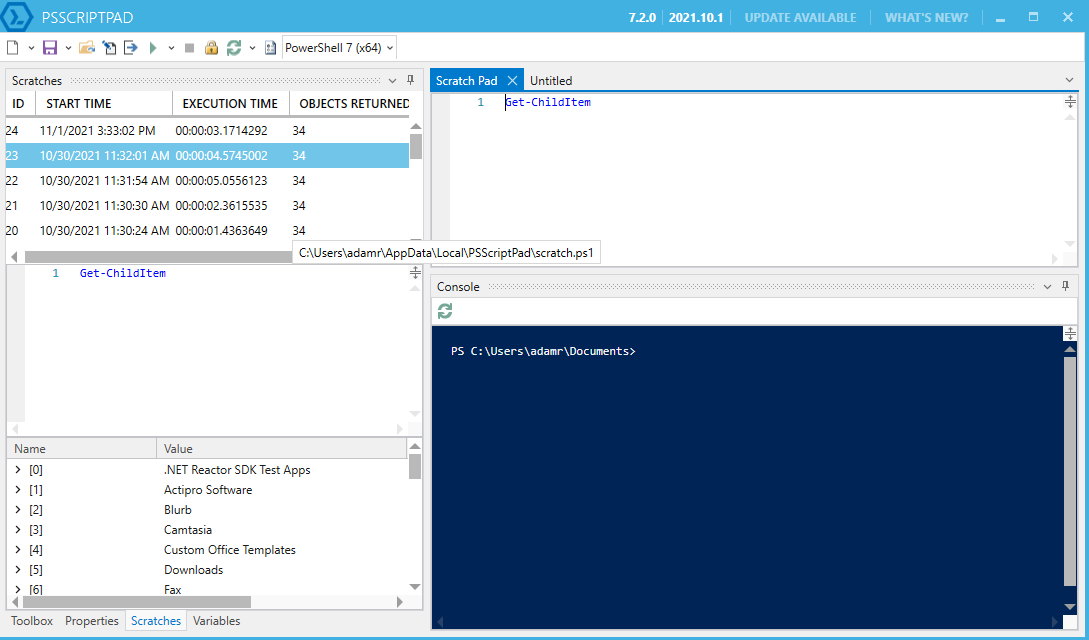 PSSCRIPTPAD
7.2.0 2021.10.1 UPDATE AVAILABLE WHAT'S NEW?
PowerShell 7 (x64)
Scratches
ID START TIME EXECUTION TIME OBJECTS RETURNED
24 11/1/2021 3:33:02 PM 00:00:03.1714292 34
23 10/30/2021 11:32:01 AM 00:00:04.5745002 34
22 10/30/2021 11:31:54 AM 00:00:05.0556123 34
21 10/30/2021 11:30:30 AM 00:00:02.3615535 34
20 10/30/2021 11:30:24 AM 00:00:01.4363649 34
C:\Users\adamr\AppData\Local\PSScriptPad\scratch.ps1
1 Get-ChildItem
Name Value
[0] .NET Reactor SDK Test Apps
[1] Actipro Software
[2] Blurb
[3] Camtasia
[4] Custom Office Templates
[5] Downloads
[6] Fax
Toolbox Properties Scratches Variables
Scratch Pad Untitled
1 Get-ChildItem
Console
PS C:\Users\adamr\Documents>